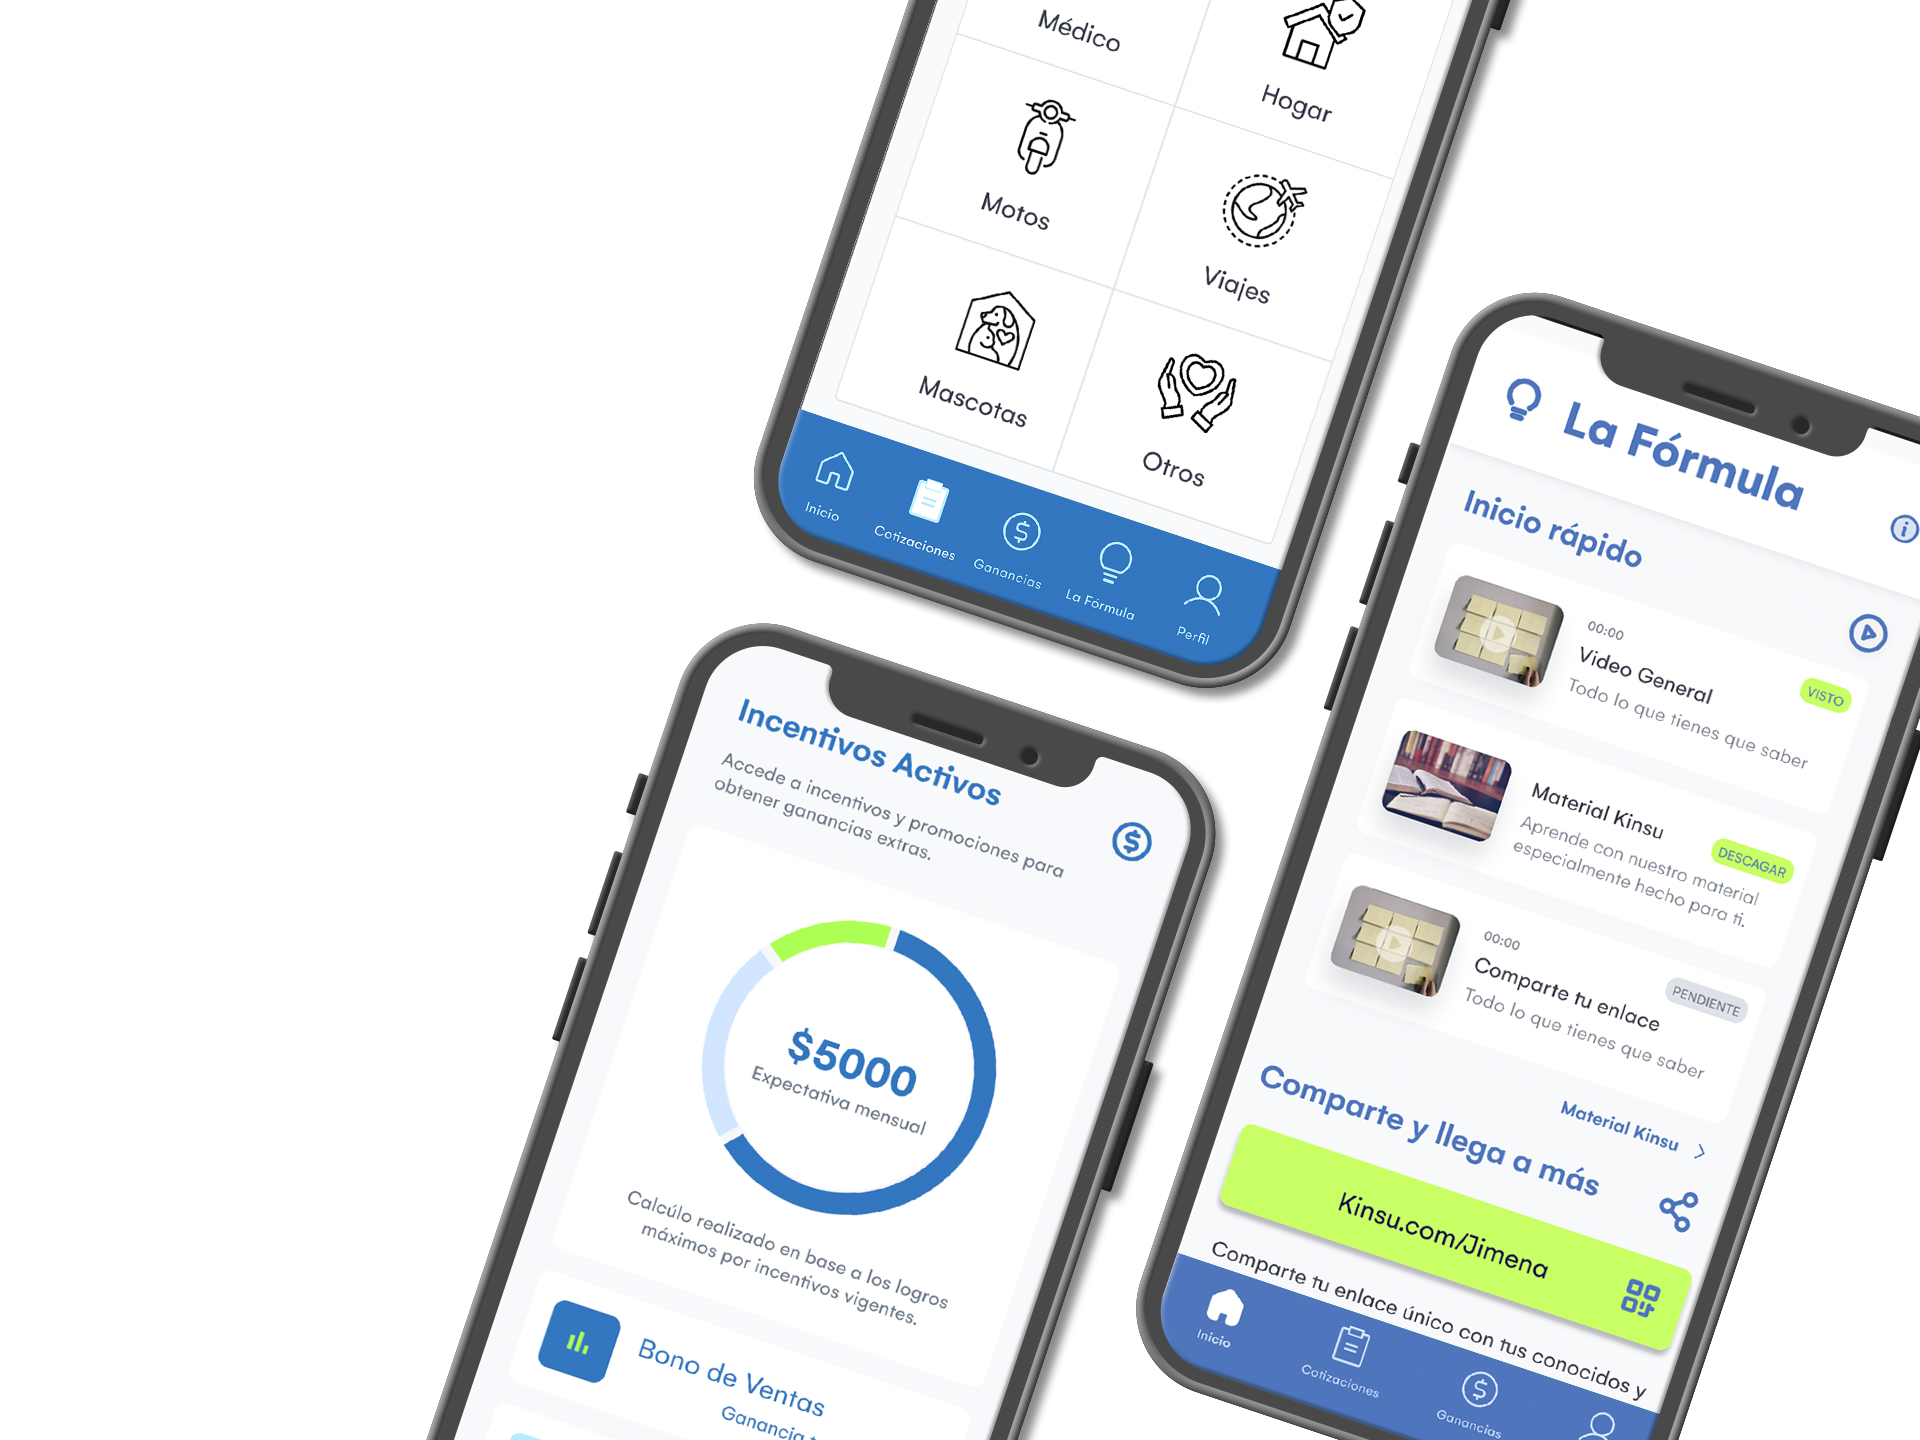 Médico
Hogar
Motos
Viajes
Mascotas
Otros
Inicio
Cotizaciones
Ganancias
La Fórmula
Perfil
Incentivos Activos
Accede a incentivos y promociones para
obtener ganancias extras.
$5000
Expectativa mensual
Calcúlo realizado en base a los logros
máximos por incentivos vigentes.
Bono de Ventas
Ganancia
La Fórmula
Inicio rápido
00:00
Video General
Todo lo que tienes que saber
VISTO
Material Kinsu
Aprende con nuestro material
especialmente hecho para ti.
DESCAGAR
00:00
Comparte tu enlace
Todo lo que tienes que saber
PENDIENTE
Material Kinsu >
Comparte y llega a más
Kinsu.com/Jimena
Comparte tu enlace único con tus conocidos y
Inicio
Cotizaciones
Ganancias